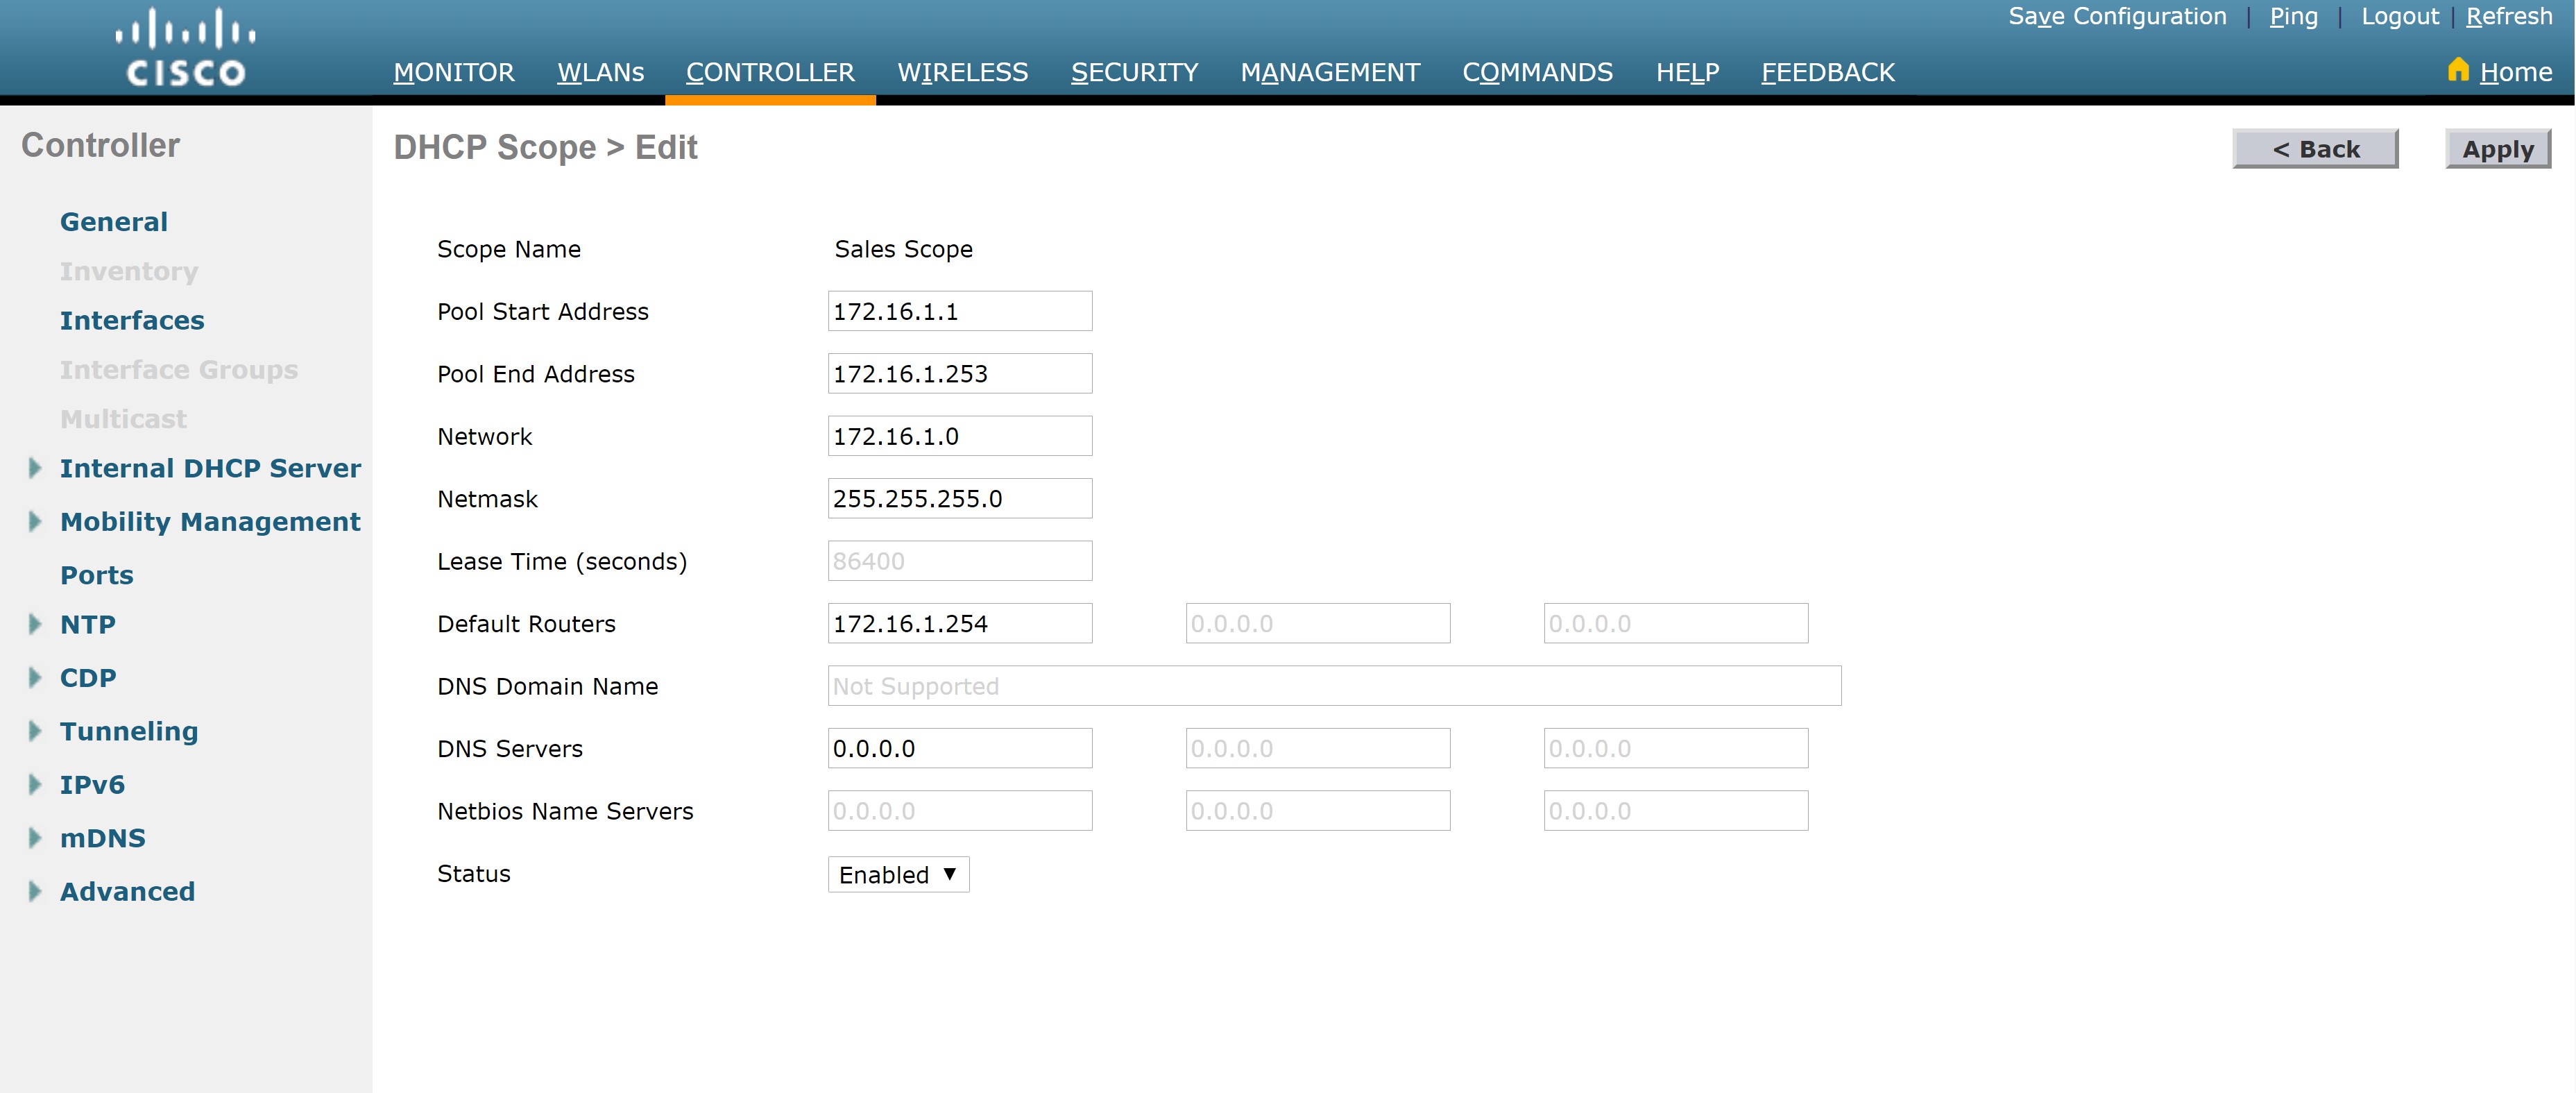 Save Configuration | Ping | Logout | Refresh
CISCO
MONITOR WLANs CONTROLLER WIRELESS SECURITY MANAGEMENT COMMANDS HELP FEEDBACK
Home
Controller
General
Inventory
Interfaces
Interface Groups
Multicast
Internal DHCP Server
Mobility Management
Ports
NTP
CDP
Tunneling
IPv6
mDNS
Advanced
DHCP Scope > Edit
< Back Apply
Scope Name Sales Scope
Pool Start Address 172.16.1.1
Pool End Address 172.16.1.253
Network 172.16.1.0
Netmask 255.255.255.0
Lease Time (seconds) 86400
Default Routers 172.16.1.254 0.0.0.0 0.0.0.0
DNS Domain Name Not Supported
DNS Servers 0.0.0.0 0.0.0.0 0.0.0.0
Netbios Name Servers 0.0.0.0 0.0.0.0 0.0.0.0
Status Enabled